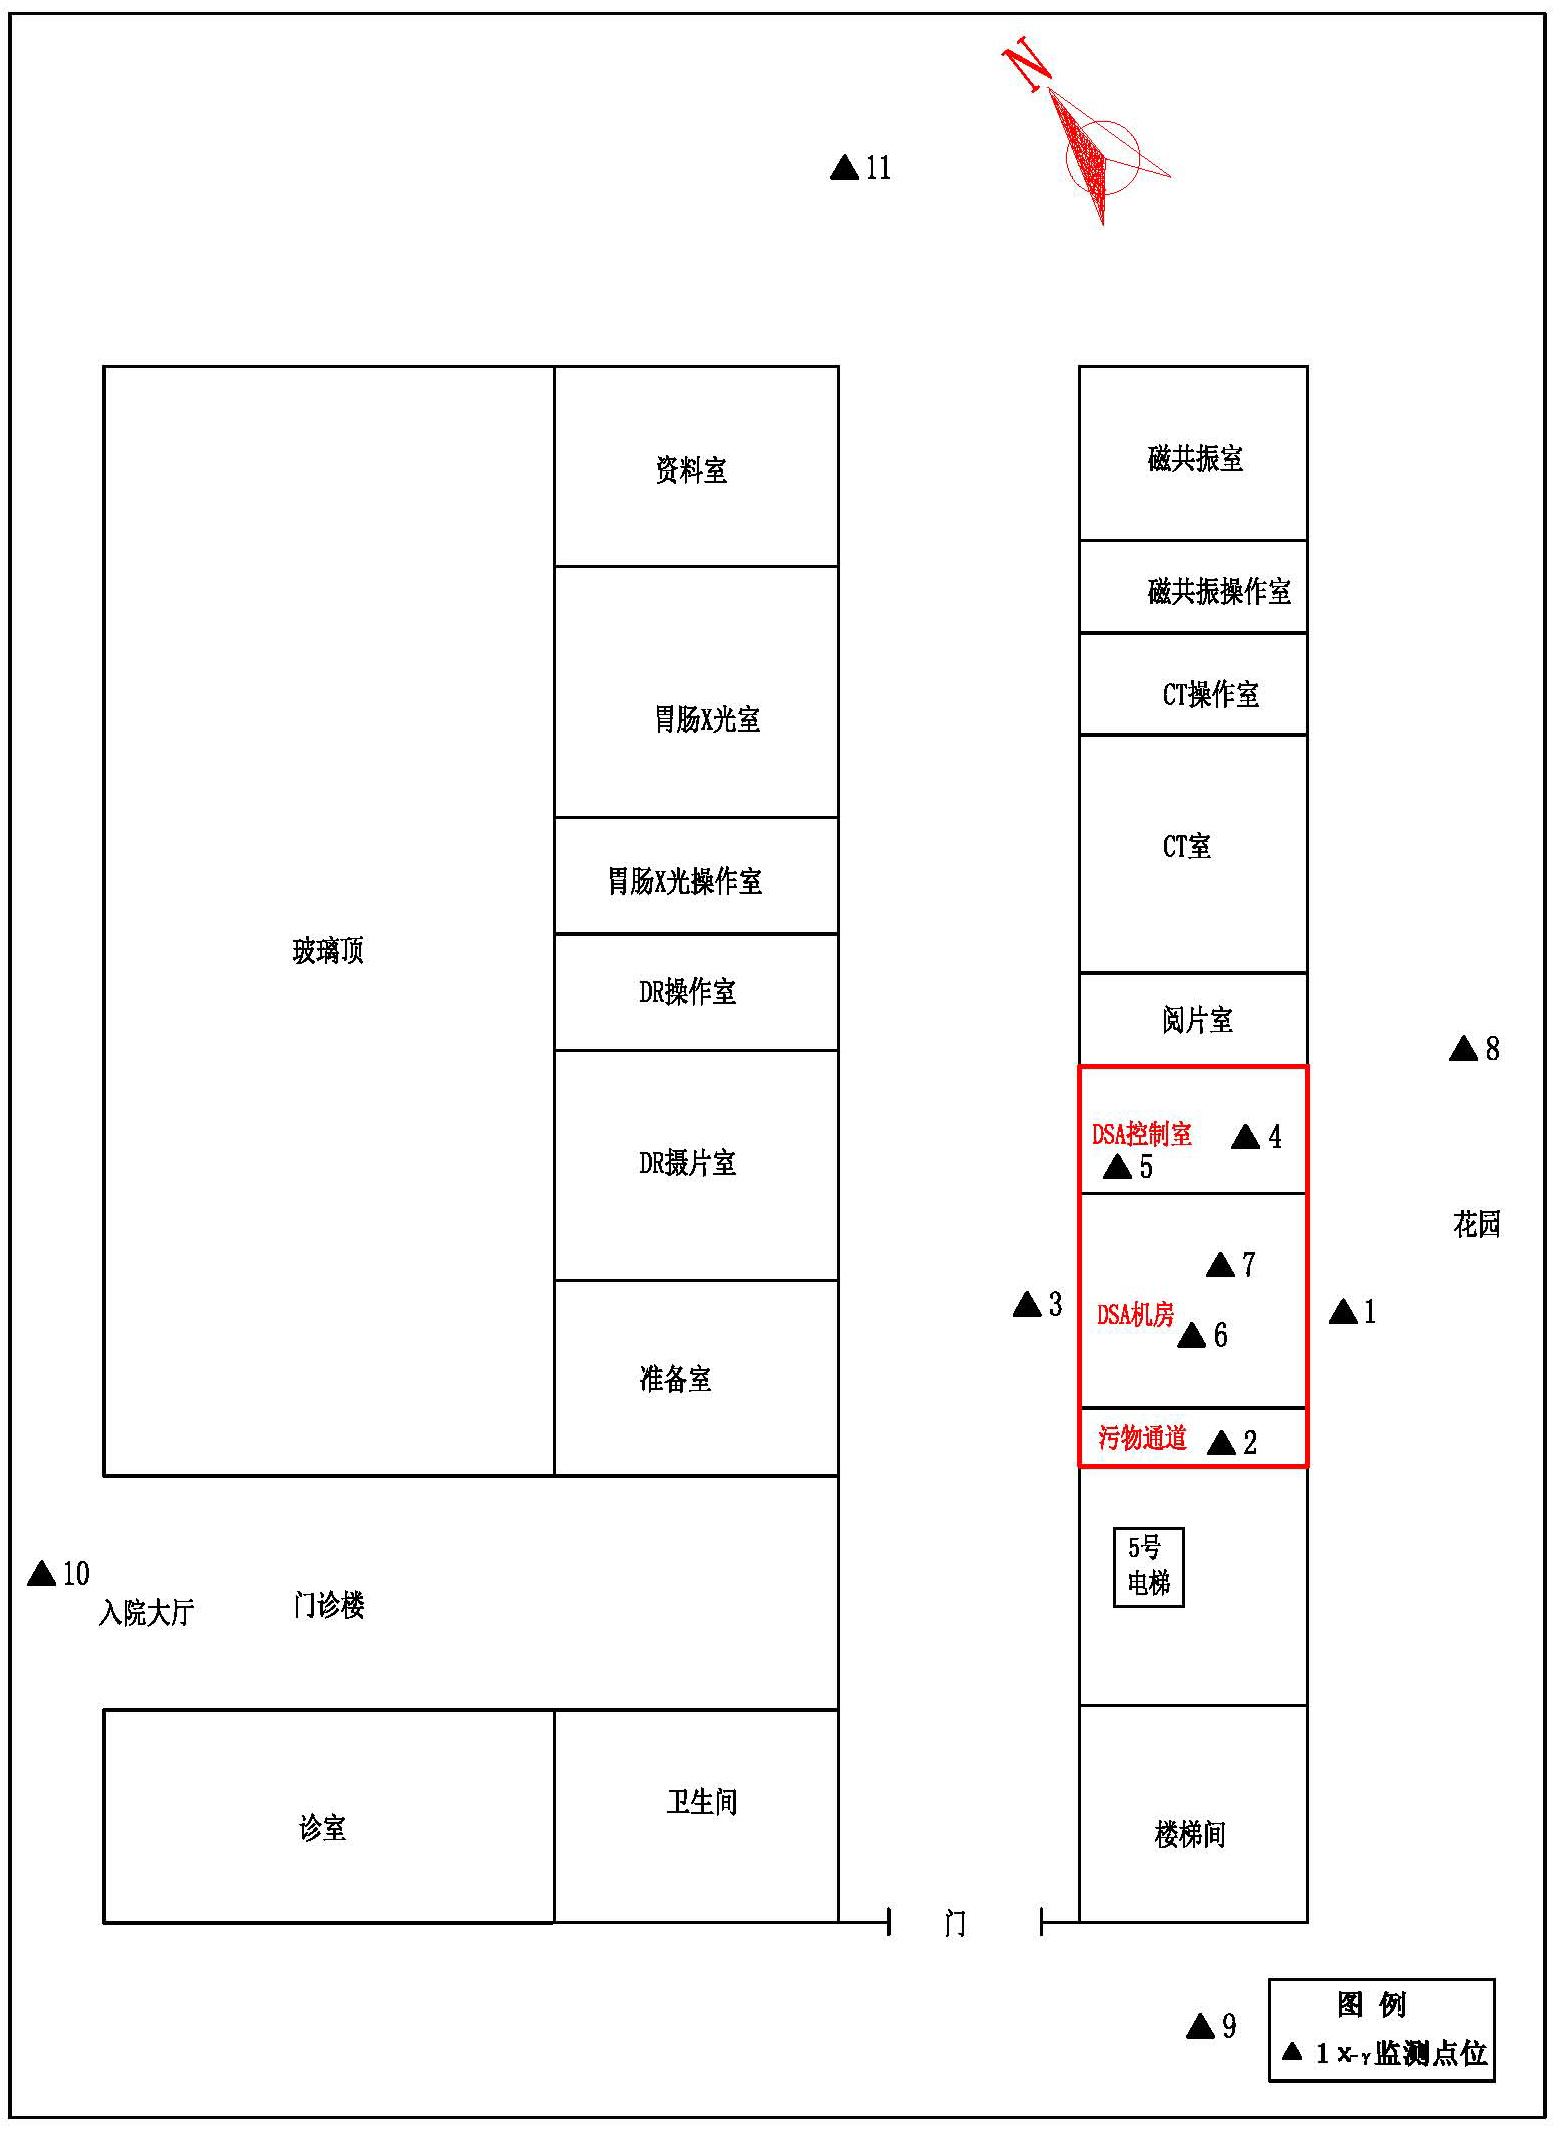 N
▲11
资料室
磁共振室
磁共振操作室
CT操作室
胃肠X光室
CT室
胃肠X光操作室
玻璃顶
DR操作室
阅片室
▲8
DSA控制室 ▲4
▲5
DR摄片室
花园
▲7
▲3
DSA机房
▲6
▲1
准备室
污物通道 ▲2
5号
电梯
▲10
入院大厅
门诊楼
卫生间
诊室
楼梯间
门
▲9
图 例
▲ 1 X-γ监测点位